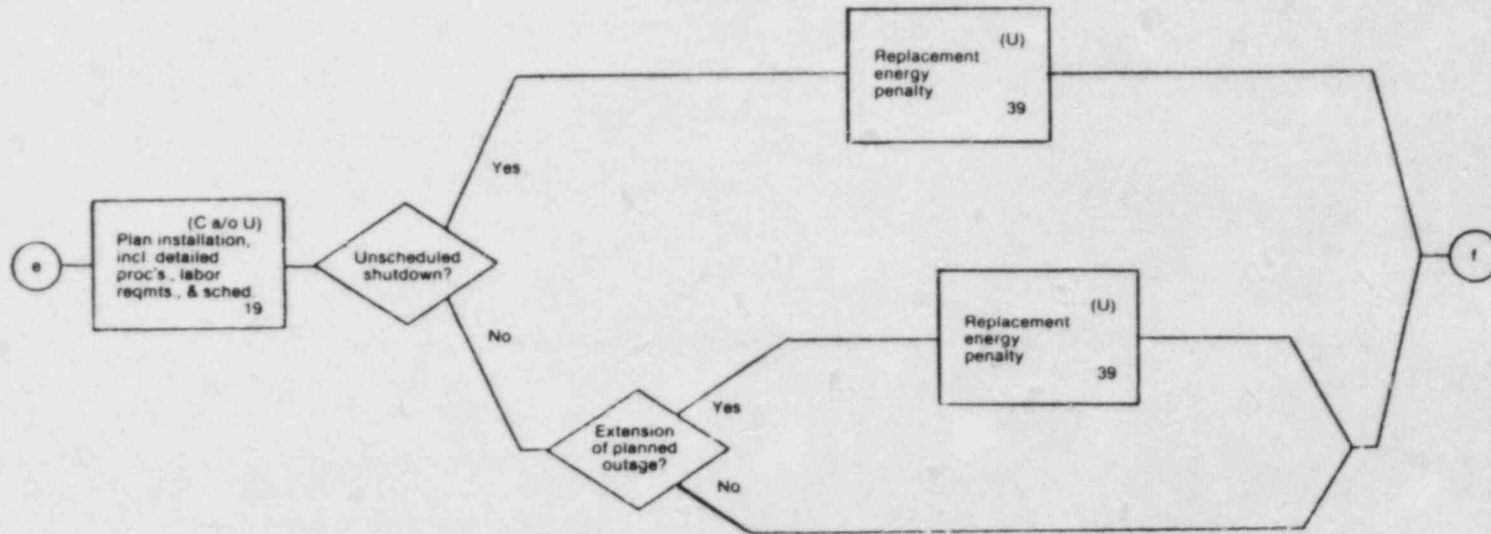 (U)
Replacement
energy
penalty
39
Yes
(C a/o U)
Plan installation,
incl. detailed
proc's., labor
reqmts., & sched.
19
e
Unscheduled
shutdown?
f
No
(U)
Replacement
energy
penalty
39
Yes
Extension
of planned
outage?
No